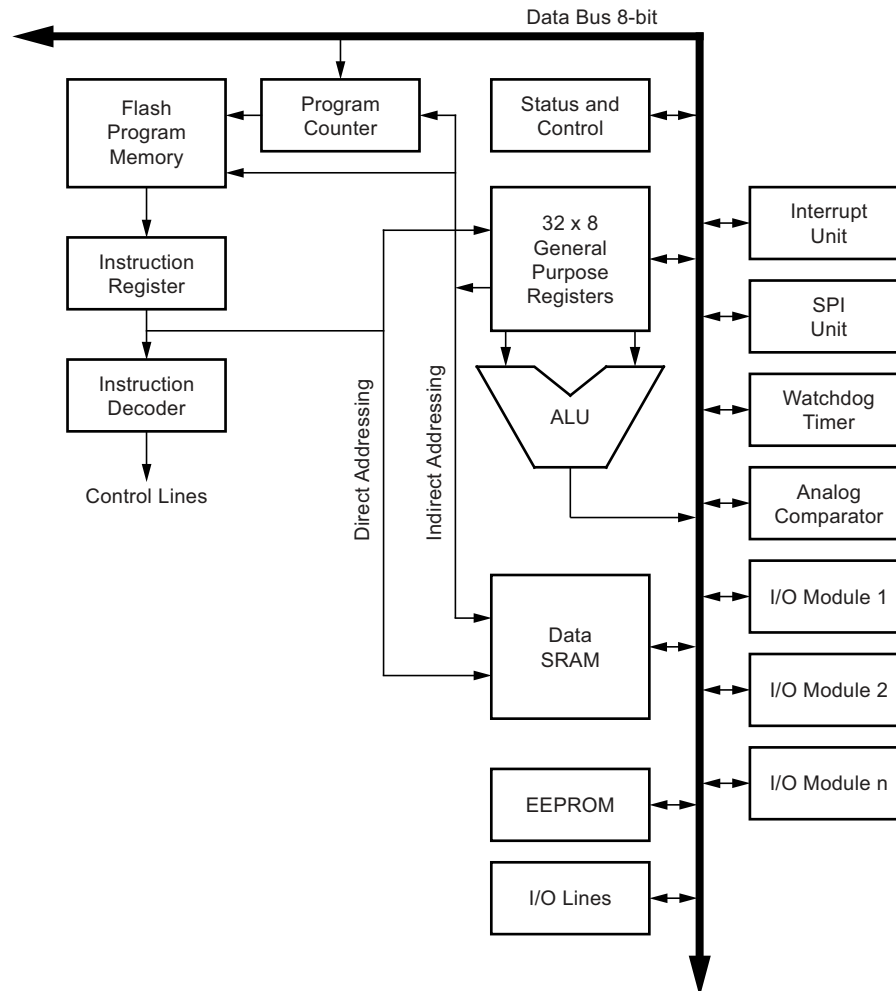 Data Bus 8-bit
Flash
Program
Memory
Program
Counter
Status and
Control
32 x 8
General
Purpose
Registers
Interrupt
Unit
Instruction
Register
SPI
Unit
Instruction
Decoder
Direct Addressing
Indirect Addressing
ALU
Watchdog
Timer
Control Lines
Analog
Comparator
I/O Module 1
Data
SRAM
I/O Module 2
I/O Module n
EEPROM
I/O Lines